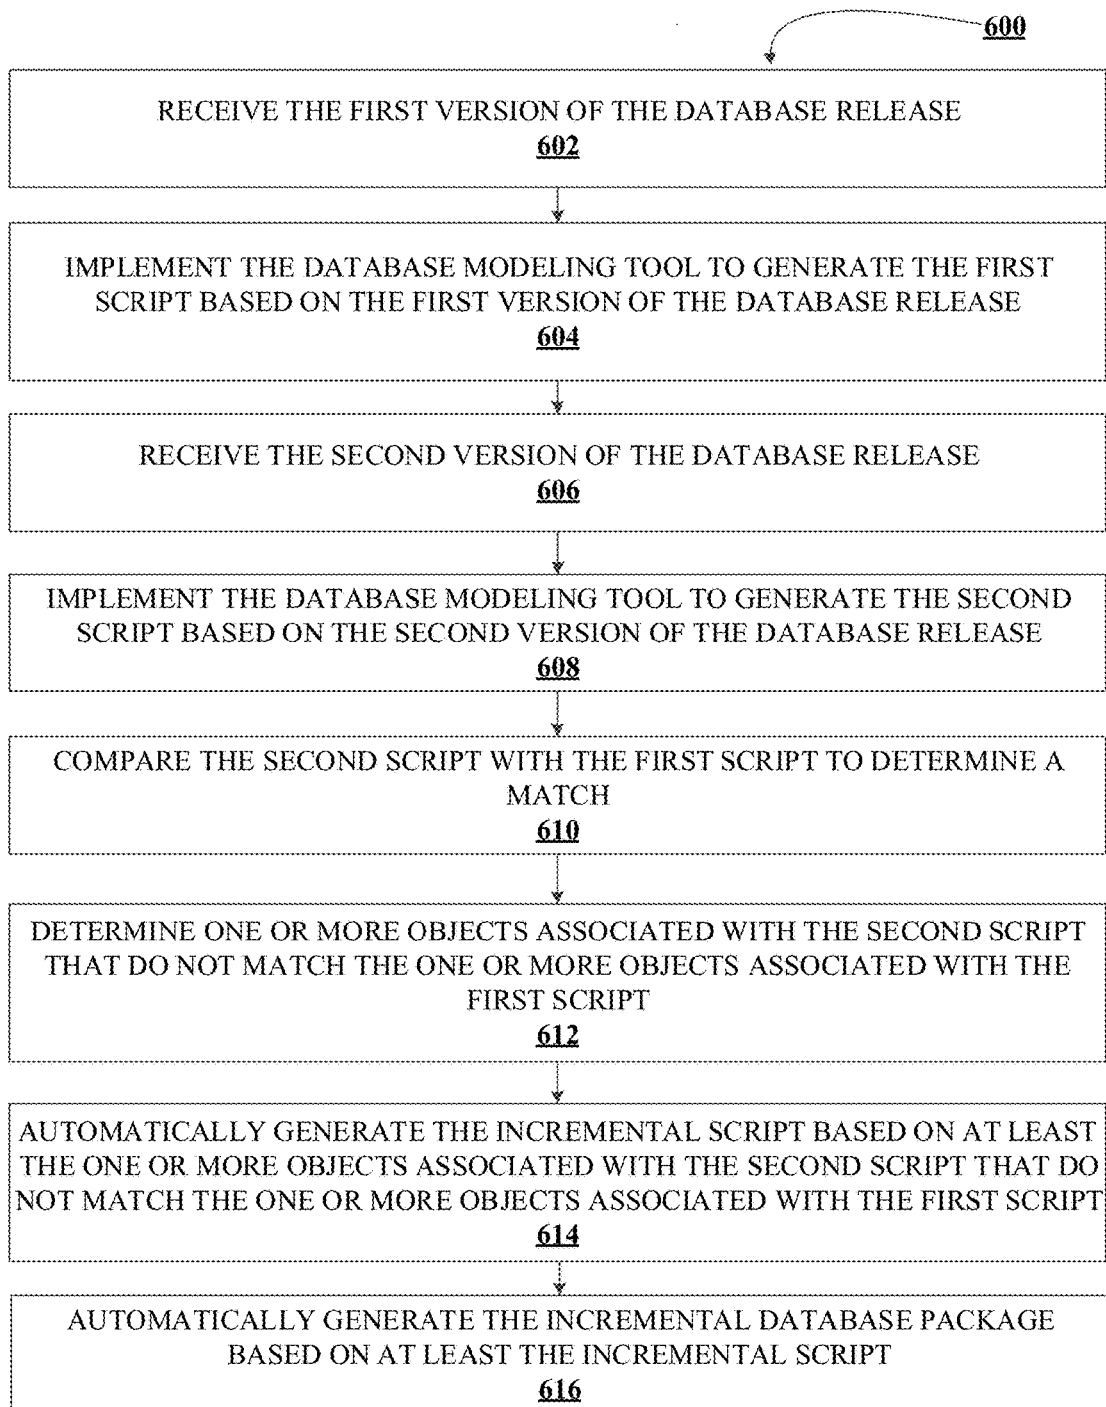 600
RECEIVE THE FIRST VERSION OF THE DATABASE RELEASE
602
IMPLEMENT THE DATABASE MODELING TOOL TO GENERATE THE FIRST
SCRIPT BASED ON THE FIRST VERSION OF THE DATABASE RELEASE
604
RECEIVE THE SECOND VERSION OF THE DATABASE RELEASE
606
IMPLEMENT THE DATABASE MODELING TOOL TO GENERATE THE SECOND
SCRIPT BASED ON THE SECOND VERSION OF THE DATABASE RELEASE
608
COMPARE THE SECOND SCRIPT WITH THE FIRST SCRIPT TO DETERMINE A
MATCH
610
DETERMINE ONE OR MORE OBJECTS ASSOCIATED WITH THE SECOND SCRIPT
THAT DO NOT MATCH THE ONE OR MORE OBJECTS ASSOCIATED WITH THE
FIRST SCRIPT
612
AUTOMATICALLY GENERATE THE INCREMENTAL SCRIPT BASED ON AT LEAST
THE ONE OR MORE OBJECTS ASSOCIATED WITH THE SECOND SCRIPT THAT DO
NOT MATCH THE ONE OR MORE OBJECTS ASSOCIATED WITH THE FIRST SCRIPT
614
AUTOMATICALLY GENERATE THE INCREMENTAL DATABASE PACKAGE
BASED ON AT LEAST THE INCREMENTAL SCRIPT
616